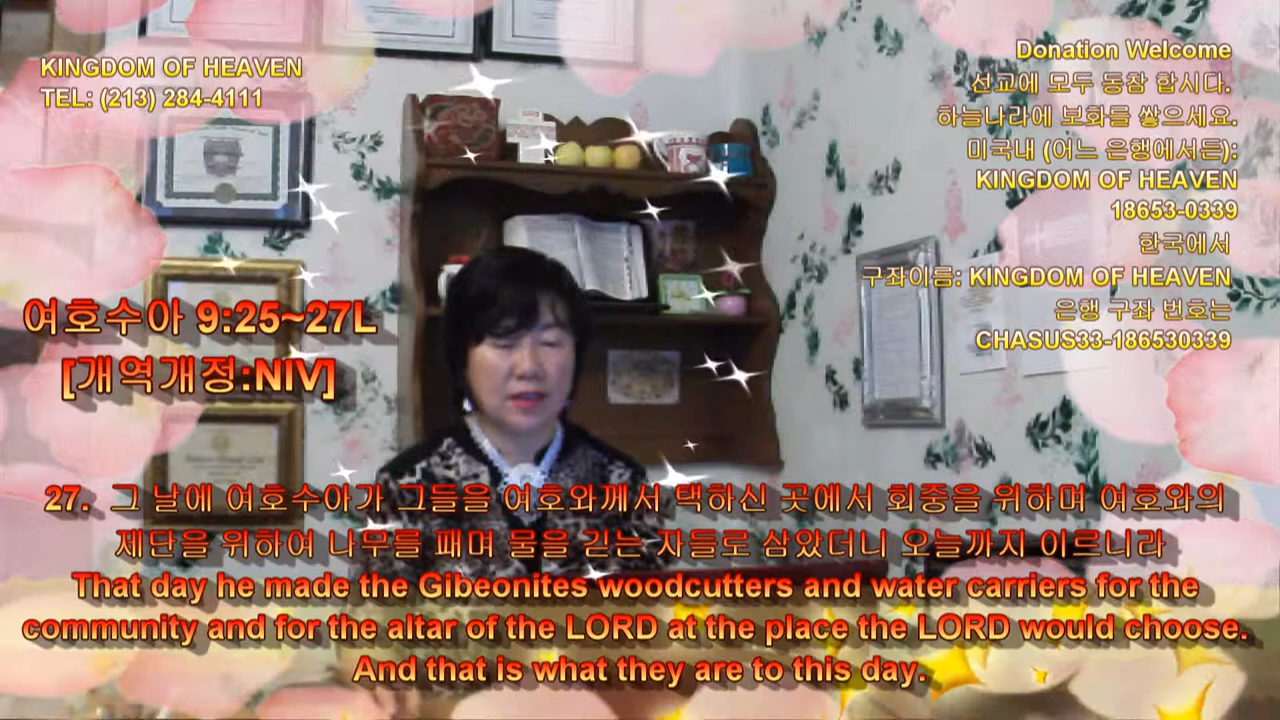 KINGDOM OF HEAVEN
TEL: (213) 284-4111
Donation Welcome
선교에 모두 동참 합시다.
하늘나라에 보화를 쌓으세요.
미국내 (어느 은행에서든):
KINGDOM OF HEAVEN
18653-0339
한국에서
구좌이름: KINGDOM OF HEAVEN
은행 구좌 번호는
CHASUS33-186530339
여호수아 9:25~27L
[개역개정:NIV]
27. 그 날에 여호수아가 그들을 여호와께서 택하신 곳에서 회중을 위하며 여호와의
제단을 위하여 나무를 패며 물을 긷는 자들로 삼았더니 오늘까지 이르니라
That day he made the Gibeonites woodcutters and water carriers for the
community and for the altar of the LORD at the place the LORD would choose.
And that is what they are to this day.